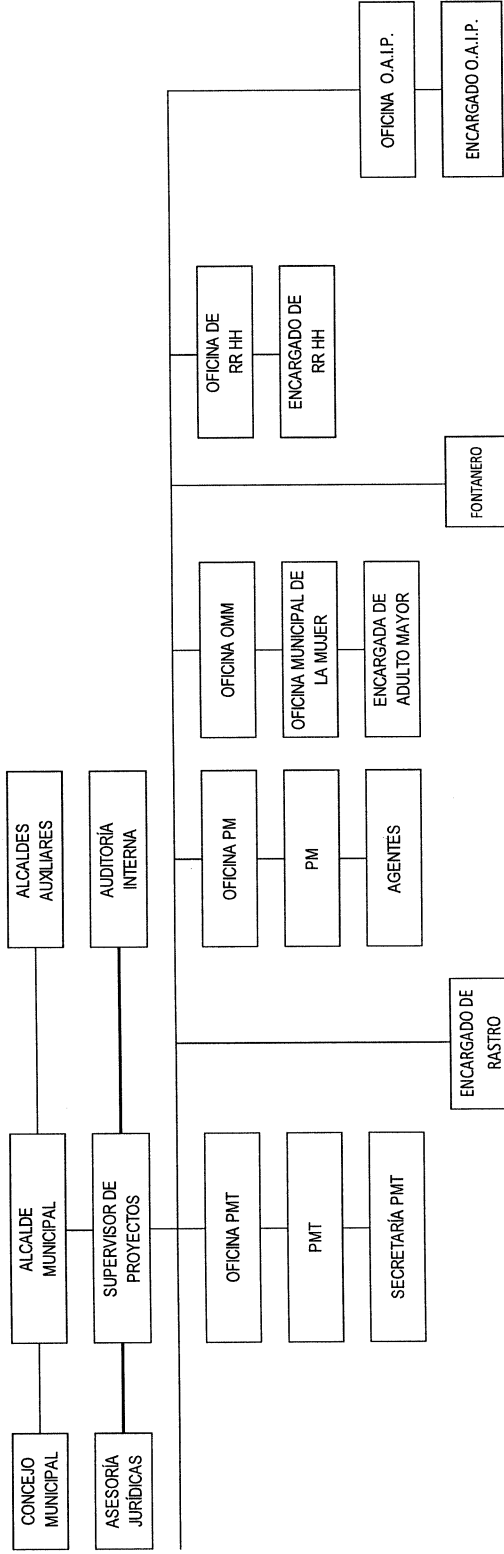 CONCEJO
MUNICIPAL
ALCALDE
MUNICIPAL
ALCALDES
AUXILIARES
ASESORÍA
JURÍDICAS
SUPERVISOR DE
PROYECTOS
AUDITORÍA
INTERNA
OFICINA PMT
PMT
SECRETARÍA PMT
ENCARGADO DE
RASTRO
OFICINA PM
PM
AGENTES
OFICINA OMM
OFICINA MUNICIPAL DE
LA MUJER
ENCARGADA DE
ADULTO MAYOR
FONTANERO
OFICINA DE
RR HH
ENCARGADO DE
RR HH
OFICINA O.A.I.P.
ENCARGADO O.A.I.P.